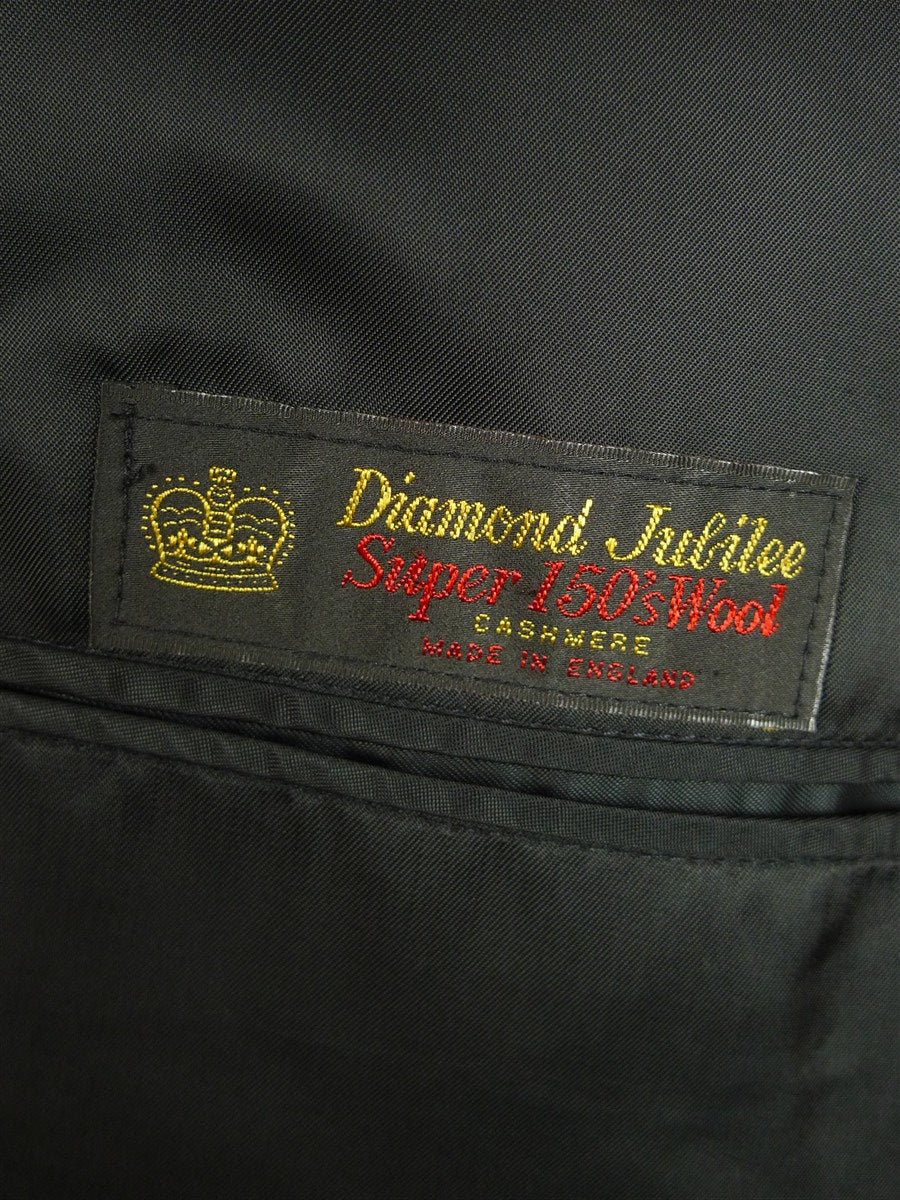 Diamond Jubilee
Super 150's Wool
CASHMERE
MADE IN ENGLAND